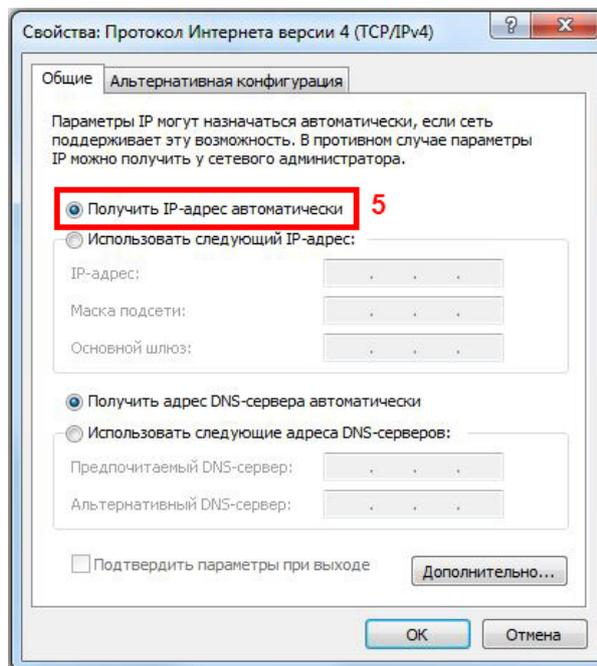 Свойства: Протокол Интернета версии 4 (TCP/IPv4)
Общие
Альтернативная конфигурация
Параметры IP могут назначаться автоматически, если сеть
поддерживает эту возможность. В противном случае параметры
IP можно получить у сетевого администратора.
Получить IP-адрес автоматически
5
Использовать следующий IP-адрес:
IP-адрес:
Маска подсети:
Основной шлюз:
Получить адрес DNS-сервера автоматически
Использовать следующие адреса DNS-серверов:
Предпочитаемый DNS-сервер:
Альтернативный DNS-сервер:
Подтвердить параметры при выходе
Дополнительно...
ОК
Отмена